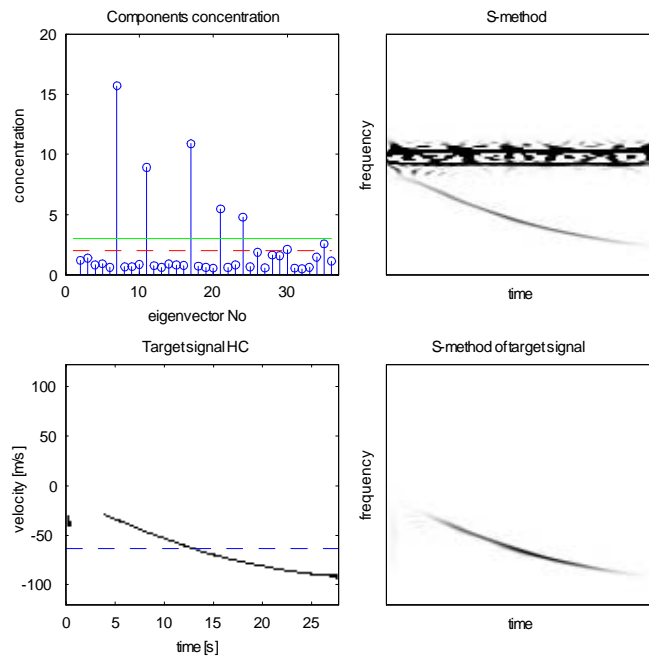 Components concentration
20
15
10
5
0
concentration
0
10
20
30
eigenvector No
S-method
frequency
time
Target signal HC
100
50
0
-50
-100
velocity [m/s]
0
5
10
15
20
25
time [s]
S-method of target signal
frequency
time